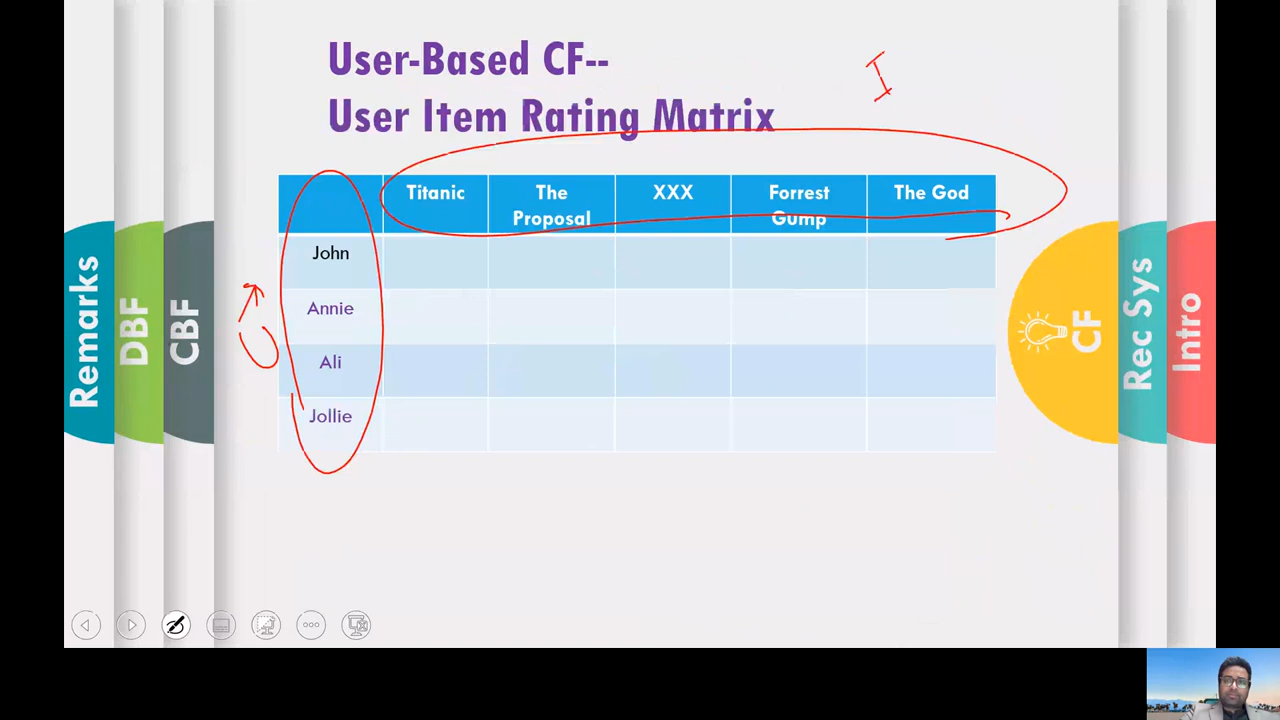 User-Based CF--
User Item Rating Matrix
I
Titanic
The Proposal
XXX
Forrest Gump
The God
John
Annie
Ali
Jollie
Remarks
DBF
CBF
CF
Rec Sys
Intro